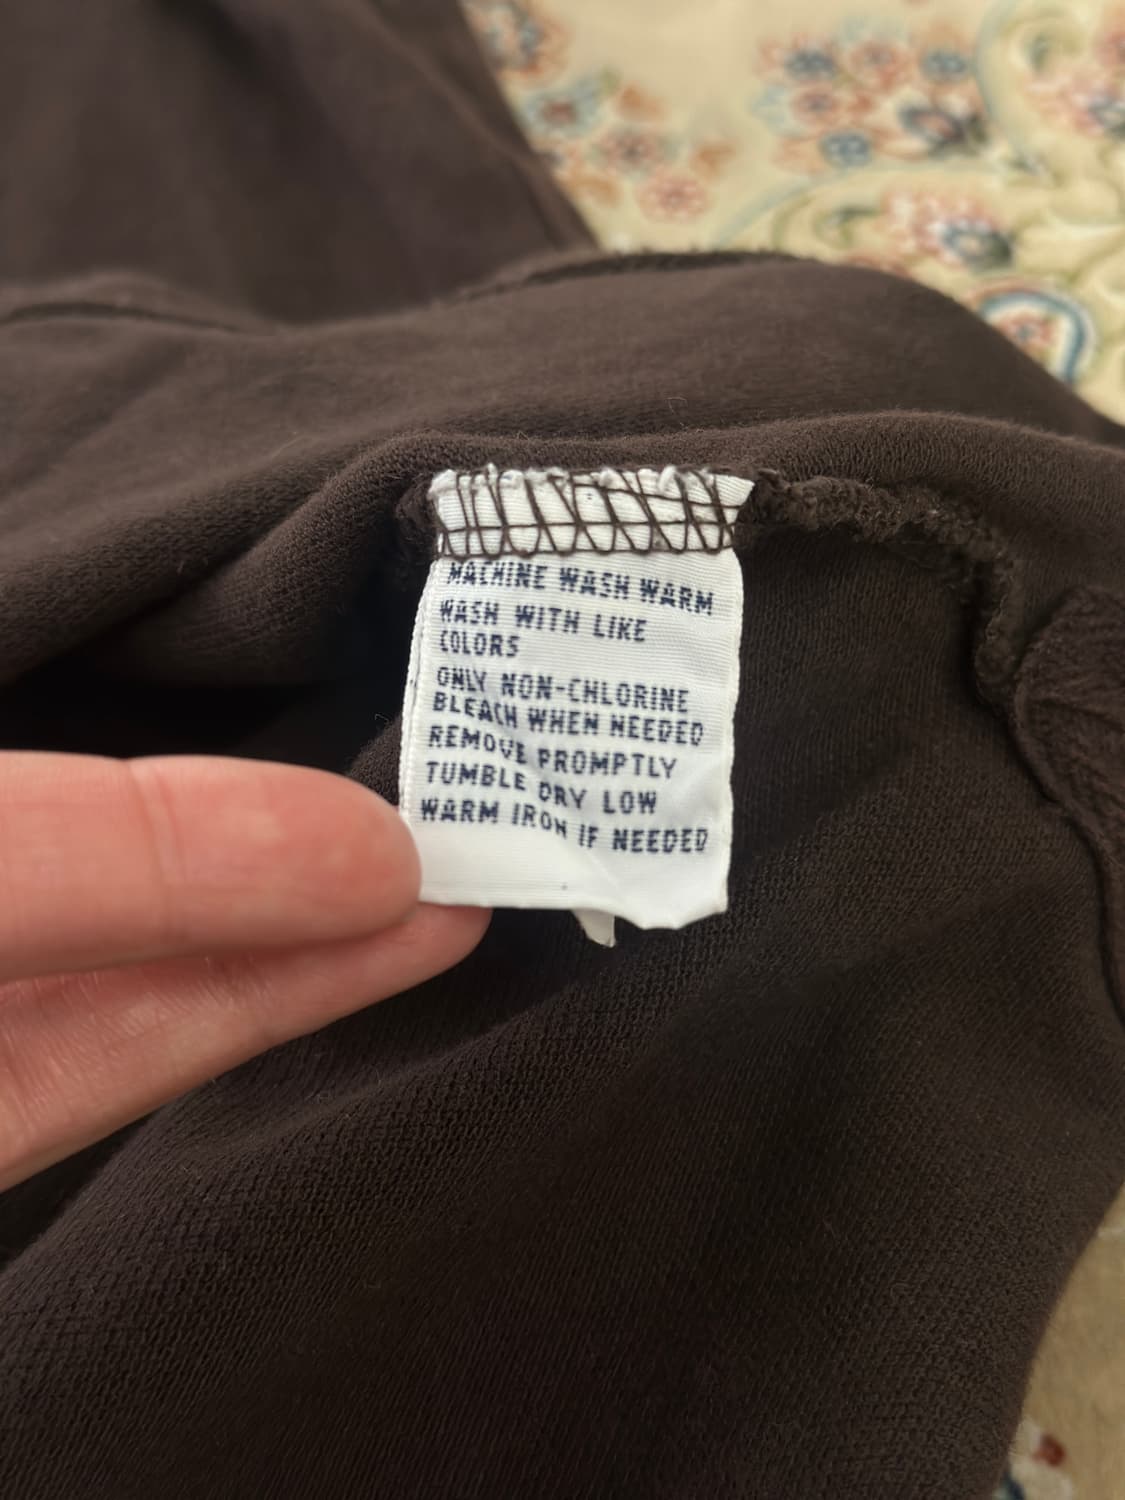 MACHINE WASH WARM
WASH WITH LIKE
COLORS
ONLY NON-CHLORINE
BLEACH WHEN NEEDED
REMOVE PROMPTLY
TUMBLE DRY LOW
WARM IRON IF NEEDED